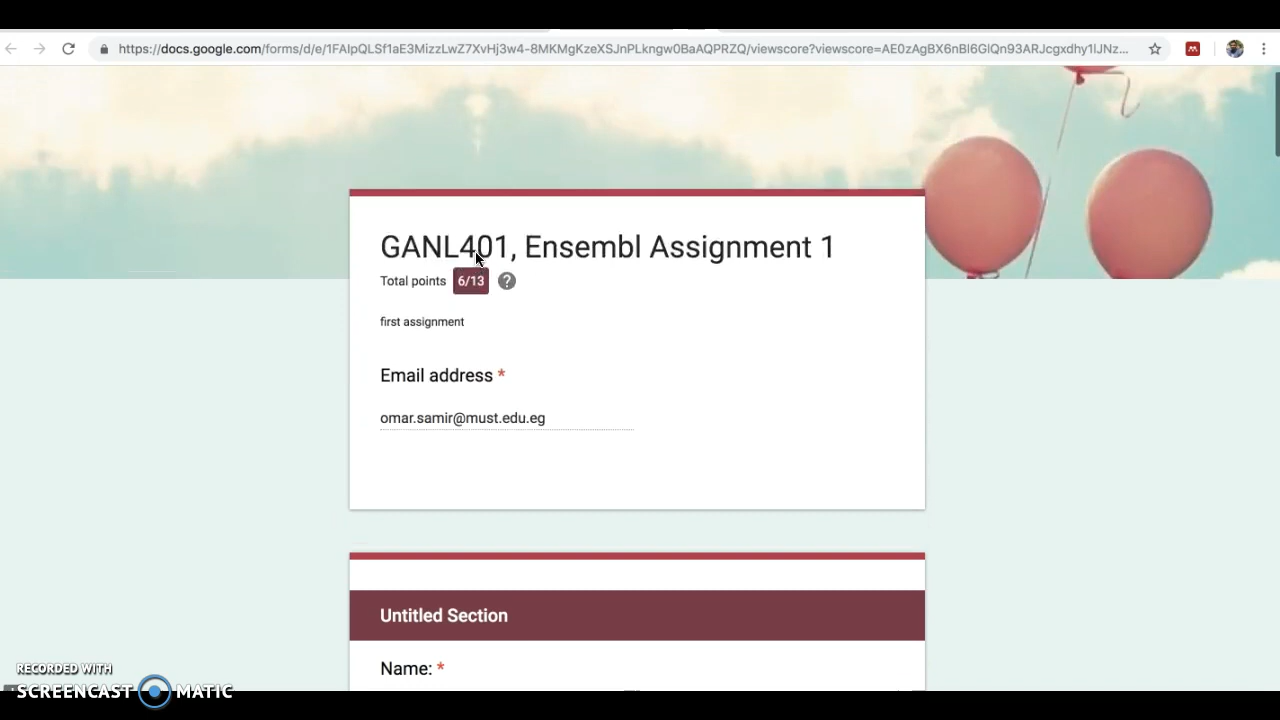 https://docs.google.com/forms/d/e/1FAIpQLSf1aE3MizzLwZ7XvHj3w4-8MKMgKzeXSJnPLkngw0BaAQPRZQ/viewscore?viewscore=AE0zAgBX6nBl6GlQn93ARJcgxdhy1lJNz...
GANL401, Ensembl Assignment 1
Total points 6/13 ?
first assignment
Email address *
omar.samir@must.edu.eg
Untitled Section
Name: *
RECORDED WITH
SCREENCAST MATIC